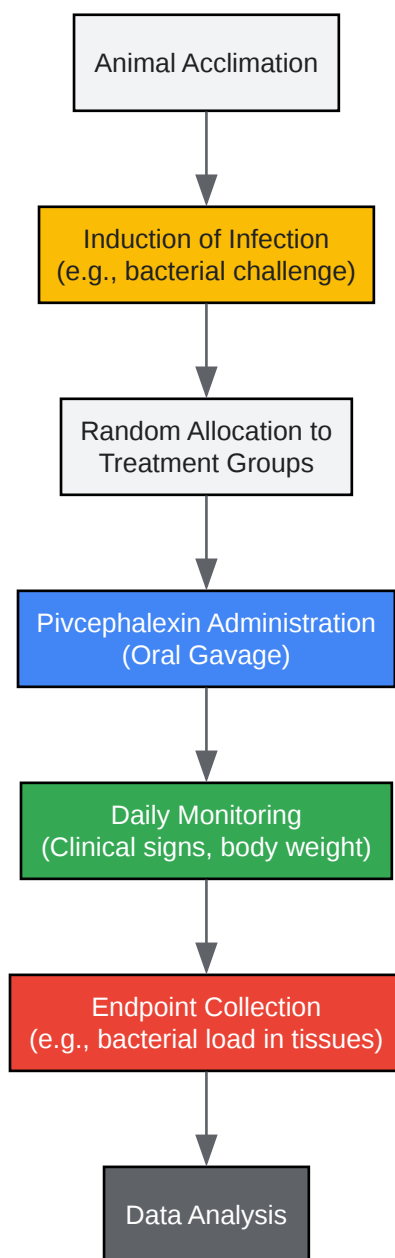 Animal Acclimation
Induction of Infection
(e.g., bacterial challenge)
Random Allocation to
Treatment Groups
Pivcephalexin Administration
(Oral Gavage)
Daily Monitoring
(Clinical signs, body weight)
Endpoint Collection
(e.g., bacterial load in tissues)
Data Analysis